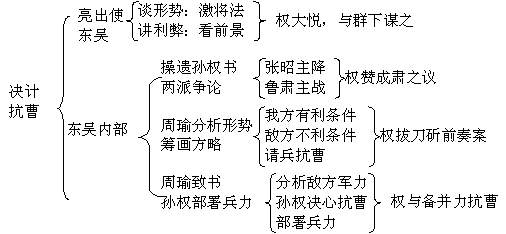 决计
抗曹
亮出使
东吴
谈形势：激将法
讲利弊：看前景
权大悦，与群下谋之
东吴内部
操遗孙权书
两派争论
张昭主降
鲁肃主战
权赞成肃之议
周瑜分析形势
筹画方略
我方有利条件
敌方不利条件
请兵抗曹
权拔刀斫前奏案
周瑜致书
孙权部署兵力
分析敌方军力
孙权决心抗曹
部署兵力
权与备并力抗曹